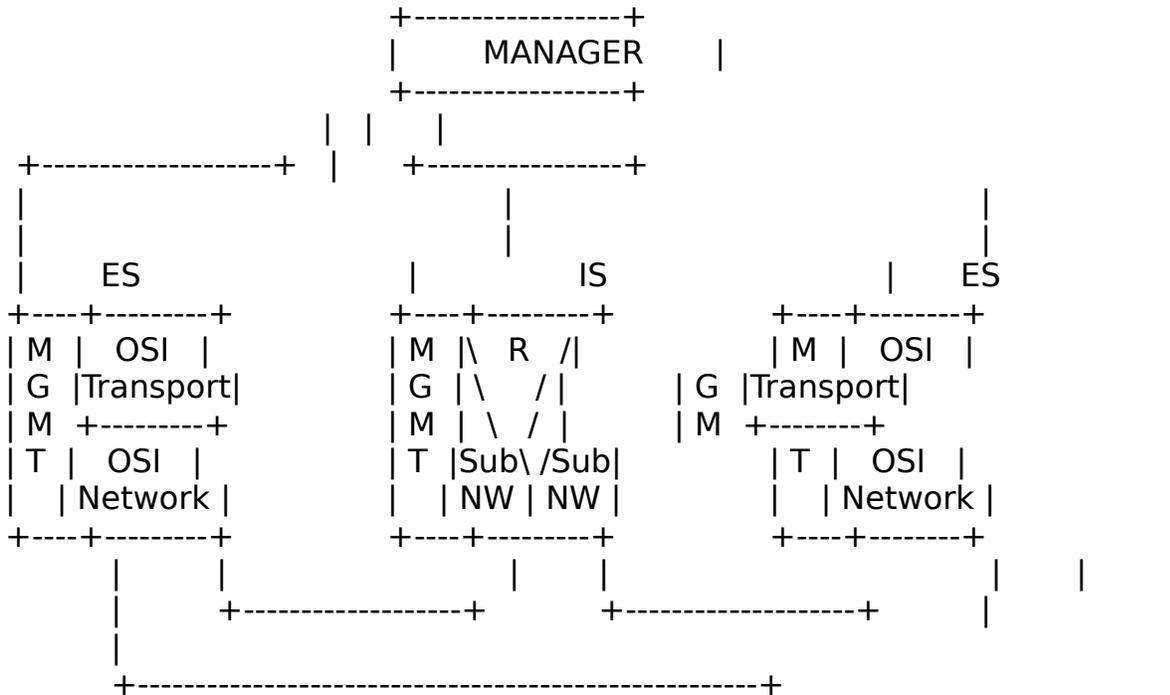 +-------------------+
|          MANAGER         |
+-------------------+
|   |       |
+--------------------+    |       +-----------------+
|                    |                    |
|                    |                    |
|        ES                    |                IS                    |       ES
+----+---------+          +----+---------+          +----+--------+
| M  |   OSI   |          | M  |\   R   /|          | M  |   OSI   |
| G  |Transport|          | G  | \     / |          | G  |Transport|
| M  +---------+          | M  |  \   /  |          | M  +--------+
| T  |   OSI   |          | T  |Sub\ /Sub|          | T  |   OSI   |
|    | Network |          |    | NW | NW |          |    | Network |
+----+---------+          +----+---------+          +----+--------+
|          |                    |        |                    |        |
|          +------------------+          +-------------------+          |
|
+-----------------------------------------------------+